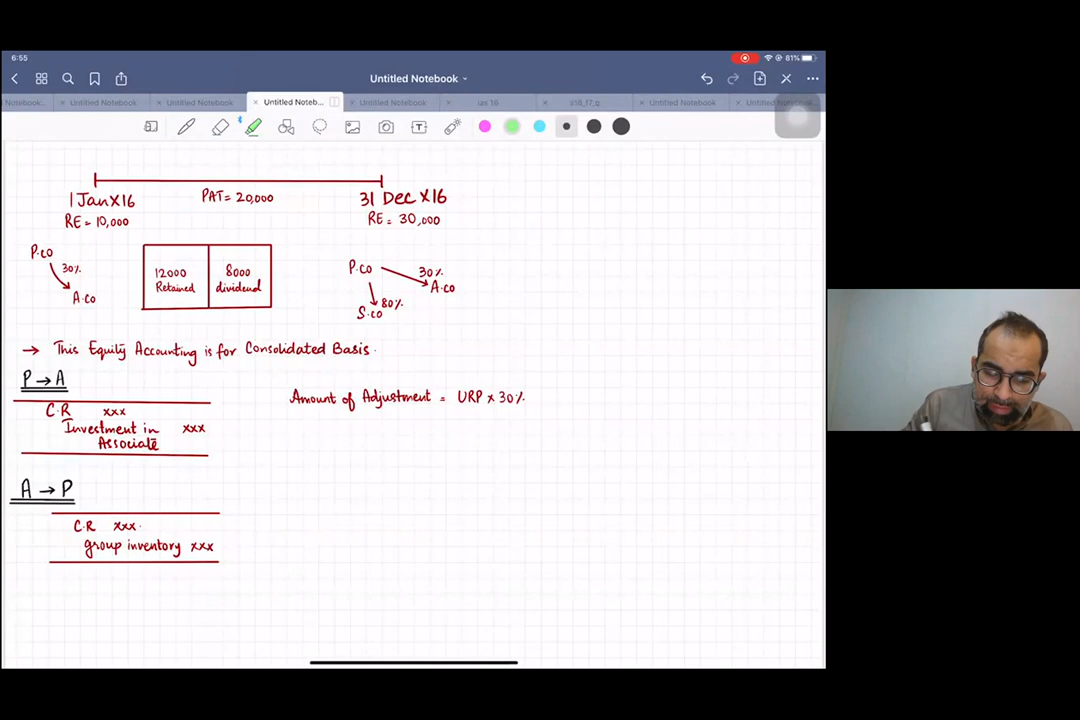 6:55
81%
Untitled Notebook
Notebook...
Untitled Notebook
Untitled Notebook
Untitled Noteb...
Untitled Notebook
ias 16
s16_f7_q
Untitled Notebook
1 Jan X16
PAT = 20,000
31 Dec X16
RE = 10,000
RE = 30,000
P.co
30%
A.co
12000
Retained
8000
dividend
P.co
30%
A.co
80%
S.co
→ This Equity Accounting is for Consolidated Basis.
P → A
C.R xxx
Investment in xxx
Associate
Amount of Adjustment = URP x 30%
A → P
C.R xxx
group inventory xxx